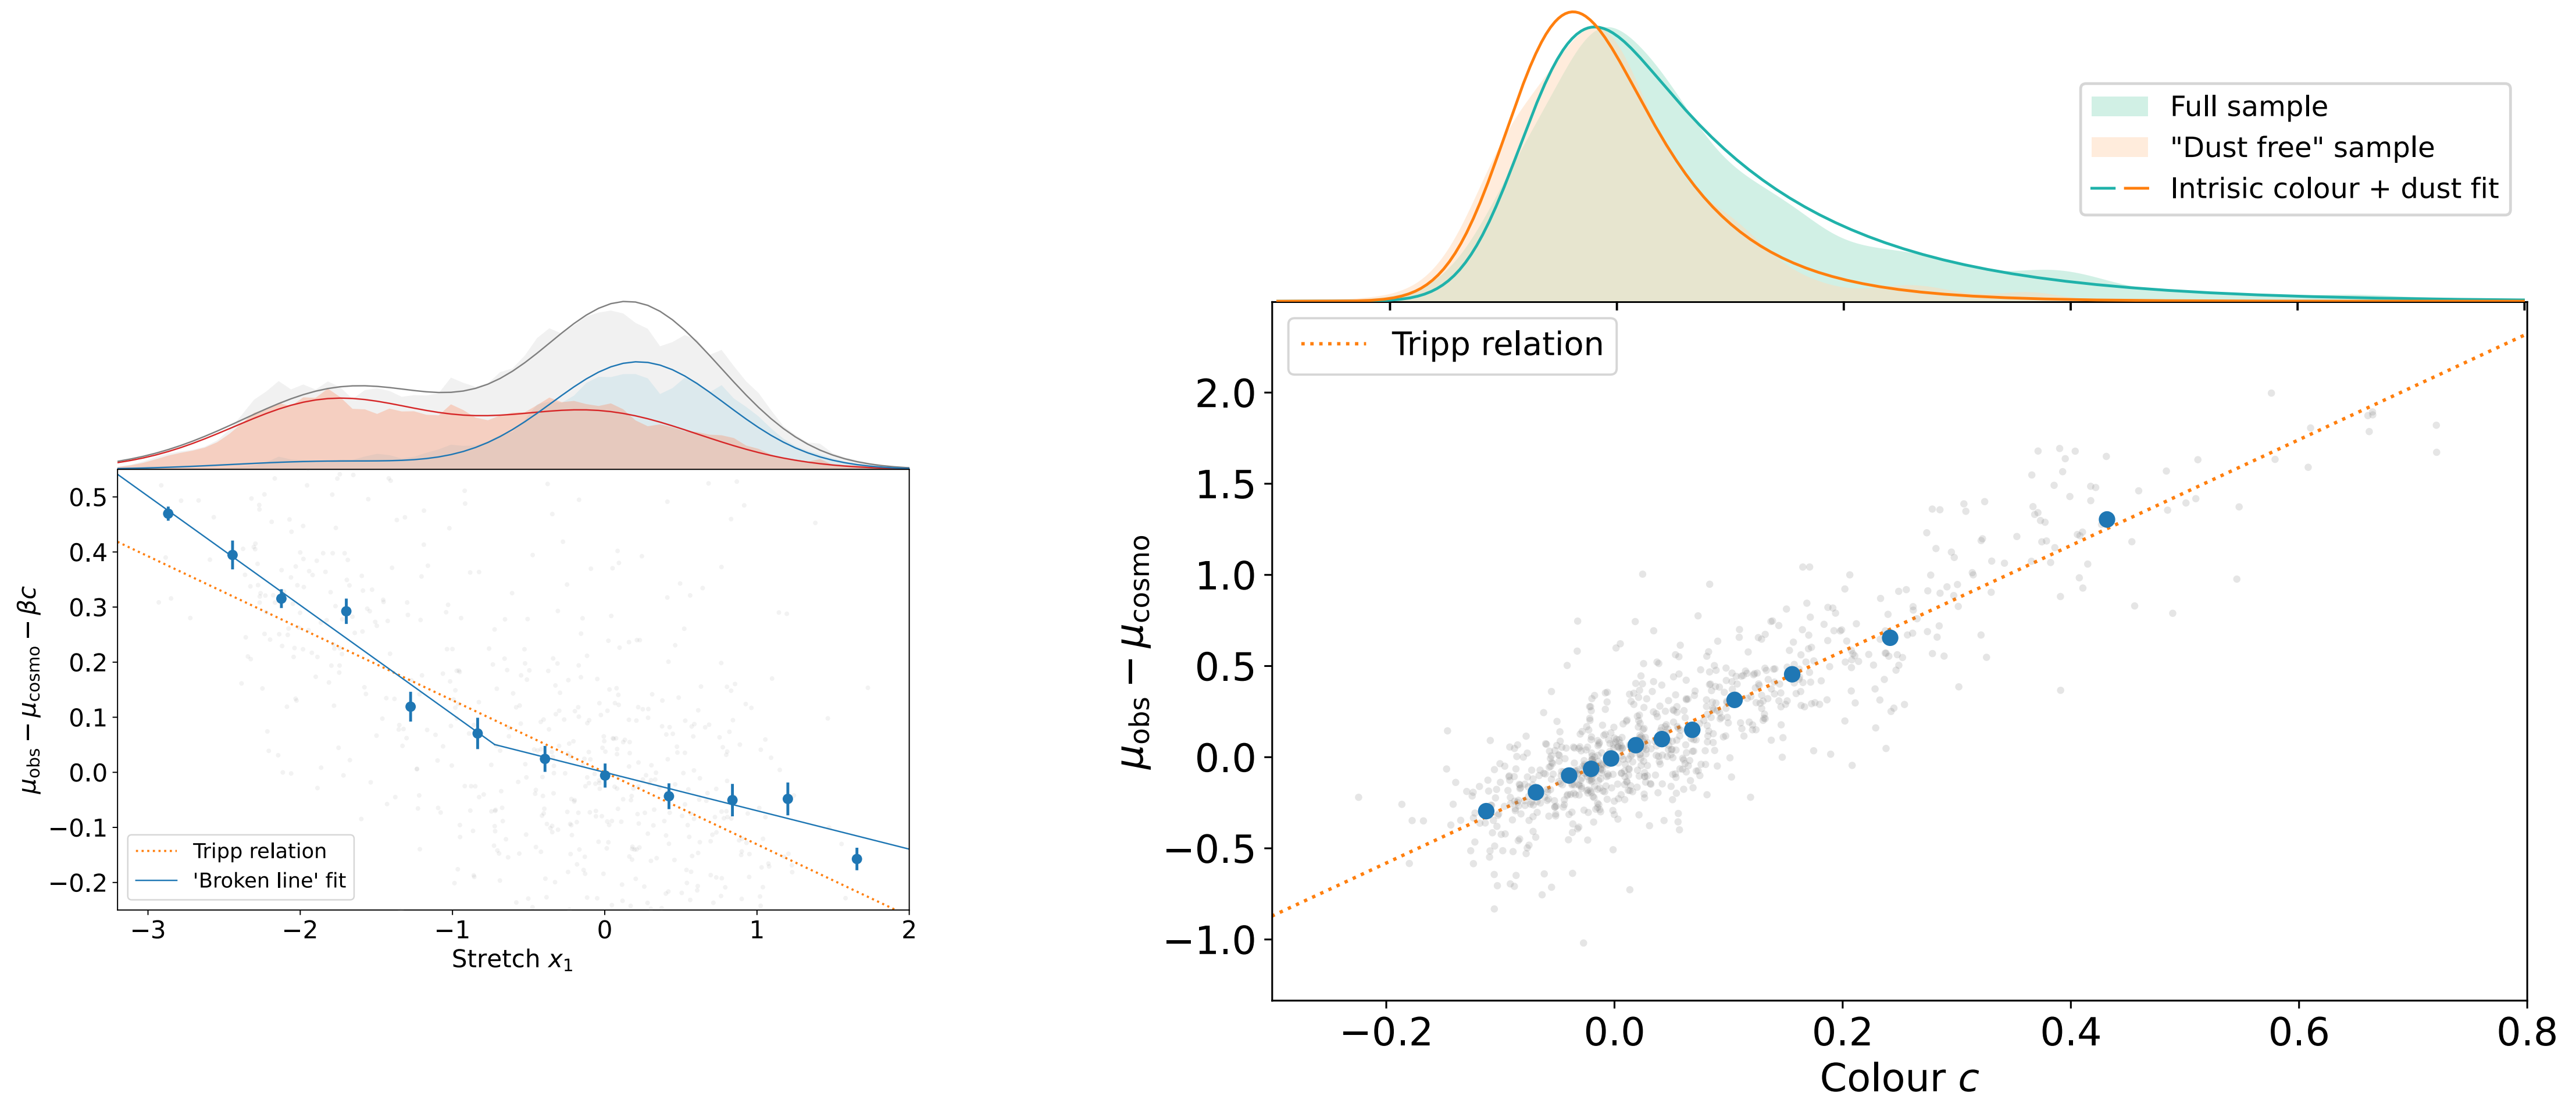 0.5
0.4
0.3
0.2
0.1
0.0
−0.1
−0.2
μobs − μcosmo − βc
Tripp relation
'Broken line' fit
−3 −2 −1 0 1 2
Stretch x1
Full sample
"Dust free" sample
Intrisic colour + dust fit
Tripp relation
2.0
1.5
1.0
0.5
0.0
−0.5
−1.0
μobs − μcosmo
−0.2 0.0 0.2 0.4 0.6 0.8
Colour c